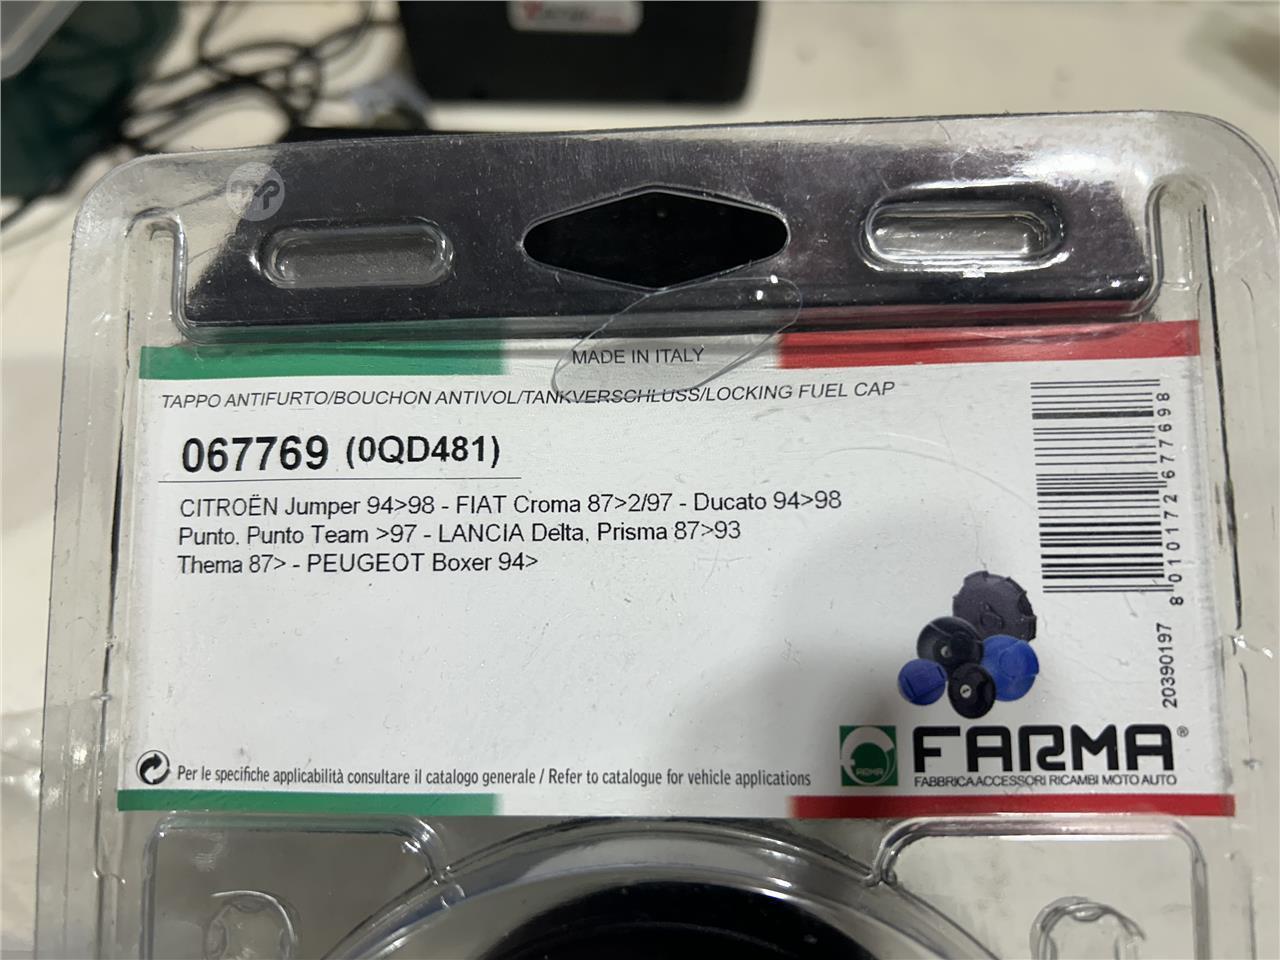 mp
MADE IN ITALY
TAPPO ANTIFURTO/BOUCHON ANTIVOL/TANKVERSCHLUSS/LOCKING FUEL CAP
067769 (0QD481)
CITROËN Jumper 94>98 - FIAT Croma 87>2/97 - Ducato 94>98
Punto, Punto Team >97 - LANCIA Delta, Prisma 87>93
Thema 87> - PEUGEOT Boxer 94>
8 010172 677698
20390197
FARMA
FARMA®
FABBRICA ACCESSORI RICAMBI MOTO AUTO
Per le specifiche applicabilità consultare il catalogo generale / Refer to catalogue for vehicle applications